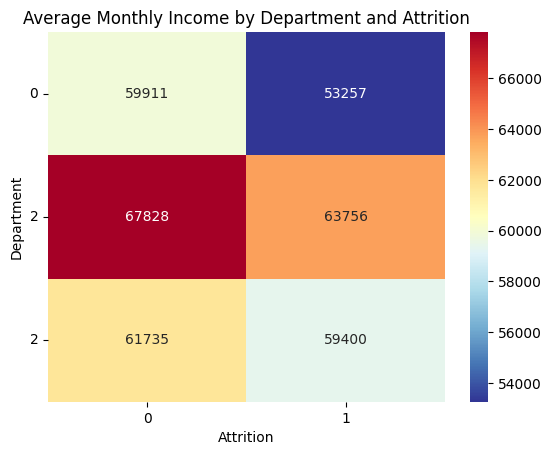 Average Monthly Income by Department and Attrition
0 59911 53257
2 67828 63756
2 61735 59400
Department
0 1
Attrition
66000
64000
62000
60000
58000
56000
54000